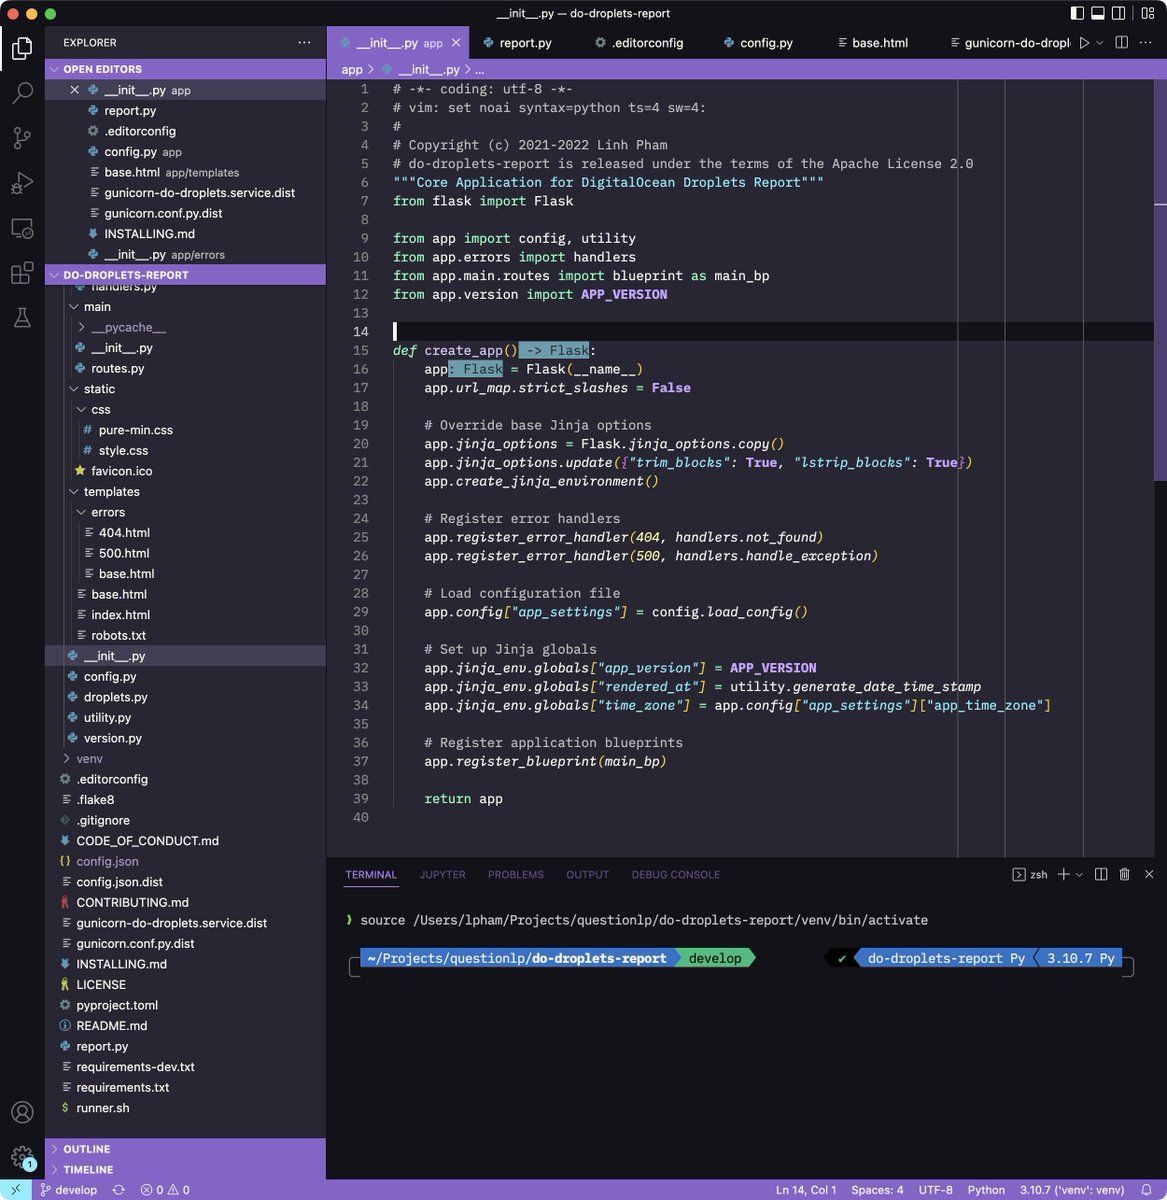 __init__.py — do-droplets-report
EXPLORER
OPEN EDITORS
__init__.py app
report.py
.editorconfig
config.py app
base.html app/templates
gunicorn-do-droplets.service.dist
gunicorn.conf.py.dist
INSTALLING.md
__init__.py app/errors
DO-DROPLETS-REPORT
handlers.py
main
__pycache__
__init__.py
routes.py
static
css
pure-min.css
style.css
favicon.ico
templates
errors
404.html
500.html
base.html
base.html
index.html
robots.txt
__init__.py
config.py
droplets.py
utility.py
version.py
venv
.editorconfig
.flake8
.gitignore
CODE_OF_CONDUCT.md
config.json
config.json.dist
CONTRIBUTING.md
gunicorn-do-droplets.service.dist
gunicorn.conf.py.dist
INSTALLING.md
LICENSE
pyproject.toml
README.md
report.py
requirements-dev.txt
requirements.txt
runner.sh
OUTLINE
TIMELINE
__init__.py app report.py .editorconfig config.py base.html gunicorn-do-dropl
app > __init__.py > ...
1 # -*- coding: utf-8 -*-
2 # vim: set noai syntax=python ts=4 sw=4:
3 #
4 # Copyright (c) 2021-2022 Linh Pham
5 # do-droplets-report is released under the terms of the Apache License 2.0
6 """Core Application for DigitalOcean Droplets Report"""
7 from flask import Flask
8
9 from app import config, utility
10 from app.errors import handlers
11 from app.main.routes import blueprint as main_bp
12 from app.version import APP_VERSION
13
14
15 def create_app() -> Flask:
16 app: Flask = Flask(__name__)
17 app.url_map.strict_slashes = False
18
19 # Override base Jinja options
20 app.jinja_options = Flask.jinja_options.copy()
21 app.jinja_options.update({"trim_blocks": True, "lstrip_blocks": True})
22 app.create_jinja_environment()
23
24 # Register error handlers
25 app.register_error_handler(404, handlers.not_found)
26 app.register_error_handler(500, handlers.handle_exception)
27
28 # Load configuration file
29 app.config["app_settings"] = config.load_config()
30
31 # Set up Jinja globals
32 app.jinja_env.globals["app_version"] = APP_VERSION
33 app.jinja_env.globals["rendered_at"] = utility.generate_date_time_stamp
34 app.jinja_env.globals["time_zone"] = app.config["app_settings"]["app_time_zone"]
35
36 # Register application blueprints
37 app.register_blueprint(main_bp)
38
39 return app
40
TERMINAL JUPYTER PROBLEMS OUTPUT DEBUG CONSOLE zsh
❯ source /Users/lpham/Projects/questionlp/do-droplets-report/venv/bin/activate
~/Projects/questionlp/do-droplets-report develop ✔ do-droplets-report Py 3.10.7 Py
1
develop 0 0 Ln 14, Col 1 Spaces: 4 UTF-8 Python 3.10.7 ('venv': venv)